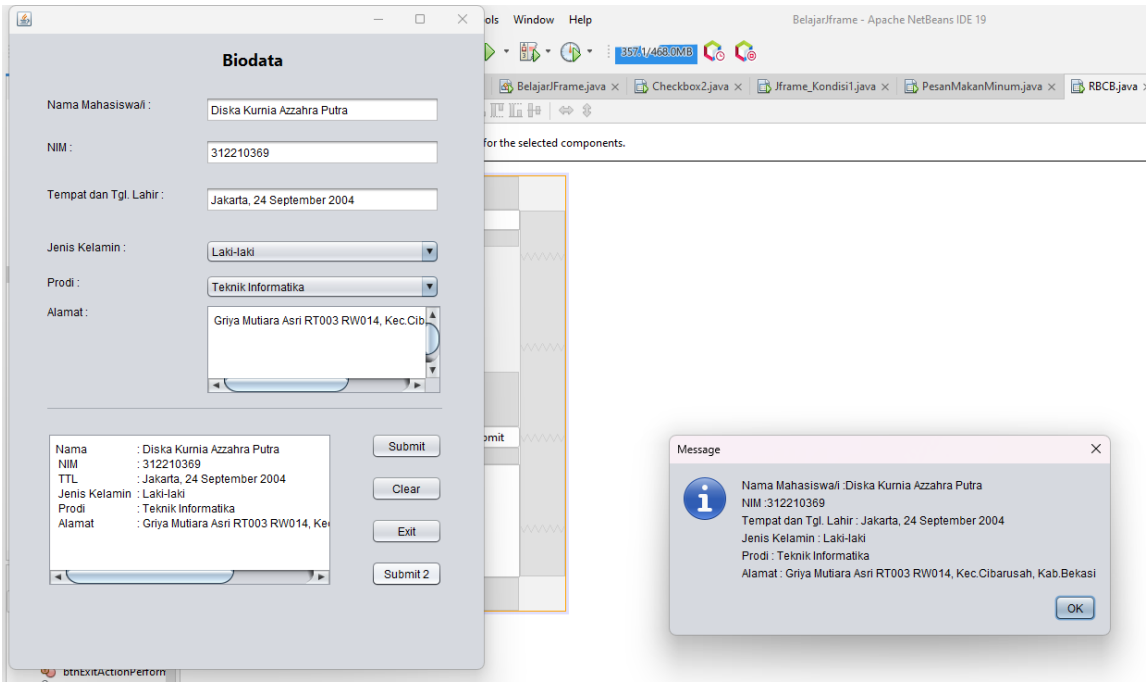 ols Window Help
BelajarJframe - Apache NetBeans IDE 19
357.1/468.0MB
BelajarJFrame.java × Checkbox2.java × Jframe_Kondisi1.java × PesanMakanMinum.java × RBCB.java ×
for the selected components.
Biodata
Nama Mahasiswa/i : Diska Kurnia Azzahra Putra
NIM : 312210369
Tempat dan Tgl. Lahir : Jakarta, 24 September 2004
Jenis Kelamin : Laki-laki
Prodi : Teknik Informatika
Alamat : Griya Mutiara Asri RT003 RW014, Kec.Cib
Nama : Diska Kurnia Azzahra Putra
NIM : 312210369
TTL : Jakarta, 24 September 2004
Jenis Kelamin : Laki-laki
Prodi : Teknik Informatika
Alamat : Griya Mutiara Asri RT003 RW014, Ke
Submit
Clear
Exit
Submit 2
bmit
Message
Nama Mahasiswa/i :Diska Kurnia Azzahra Putra
NIM :312210369
Tempat dan Tgl. Lahir : Jakarta, 24 September 2004
Jenis Kelamin : Laki-laki
Prodi : Teknik Informatika
Alamat : Griya Mutiara Asri RT003 RW014, Kec.Cibarusah, Kab.Bekasi
OK
btnExitActionPerform